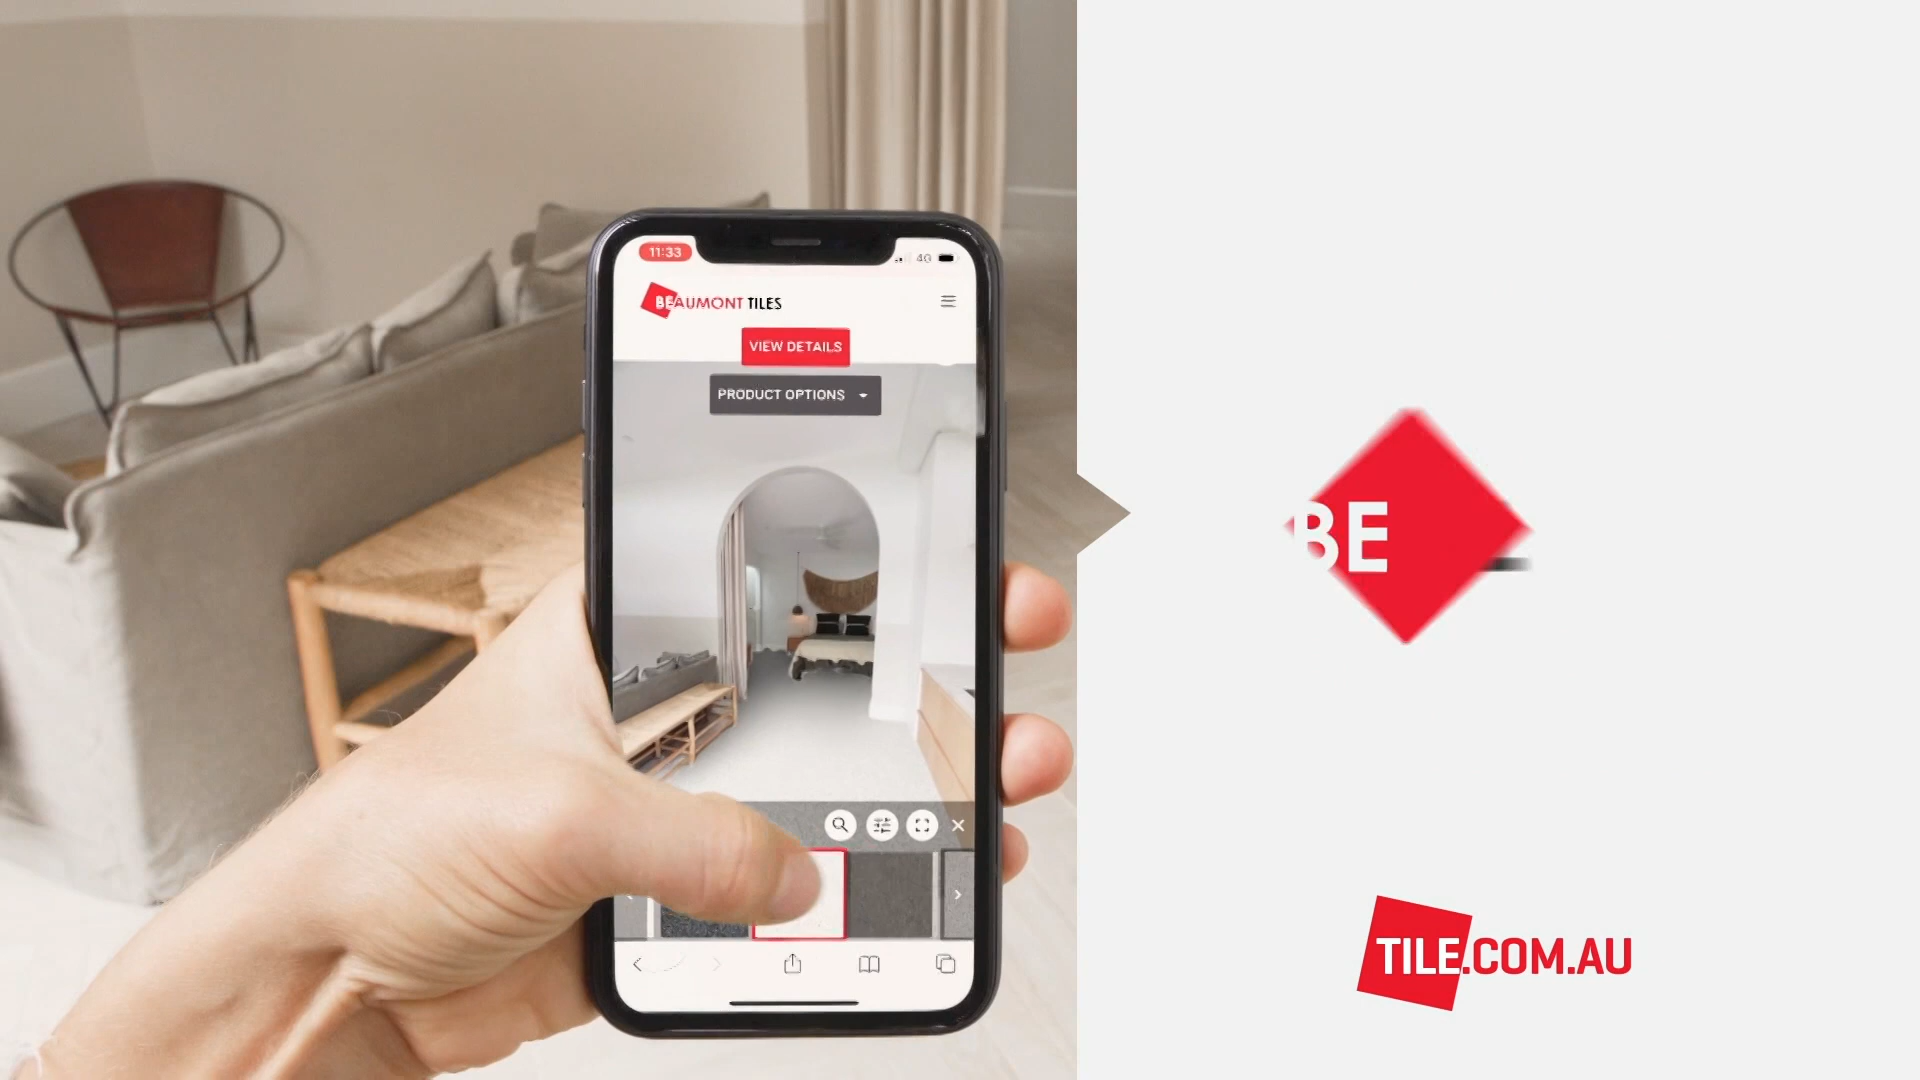 11:33
4G
BEAUMONT TILES
VIEW DETAILS
PRODUCT OPTIONS
BE
TILE.COM.AU